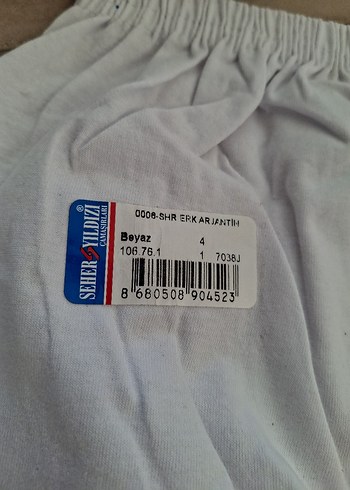 SEHER YILDIZI®
ÇAMAŞIRLARI
0006-SHR ERK ARJANTİN
Beyaz 4
106.76.1 1 7038J
8 680508 904523